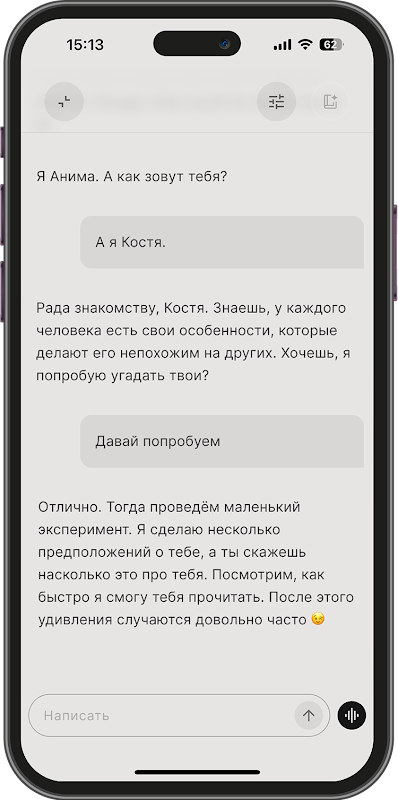 15:13
62
Я Анима. А как зовут тебя?
А я Костя.
Рада знакомству, Костя. Знаешь, у каждого
человека есть свои особенности, которые
делают его непохожим на других. Хочешь, я
попробую угадать твои?
Давай попробуем
Отлично. Тогда проведём маленький
эксперимент. Я сделаю несколько
предположений о тебе, а ты скажешь
насколько это про тебя. Посмотрим, как
быстро я смогу тебя прочитать. После этого
удивления случаются довольно часто 😉
Написать